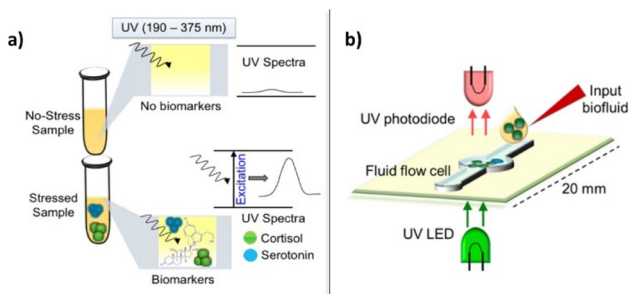 a)
UV (190 – 375 nm)
No-Stress
Sample
No biomarkers
UV Spectra
Stressed
Sample
Excitation
UV Spectra
Cortisol
Serotonin
Biomarkers
b)
Input
biofluid
UV photodiode
Fluid flow cell
20 mm
UV LED